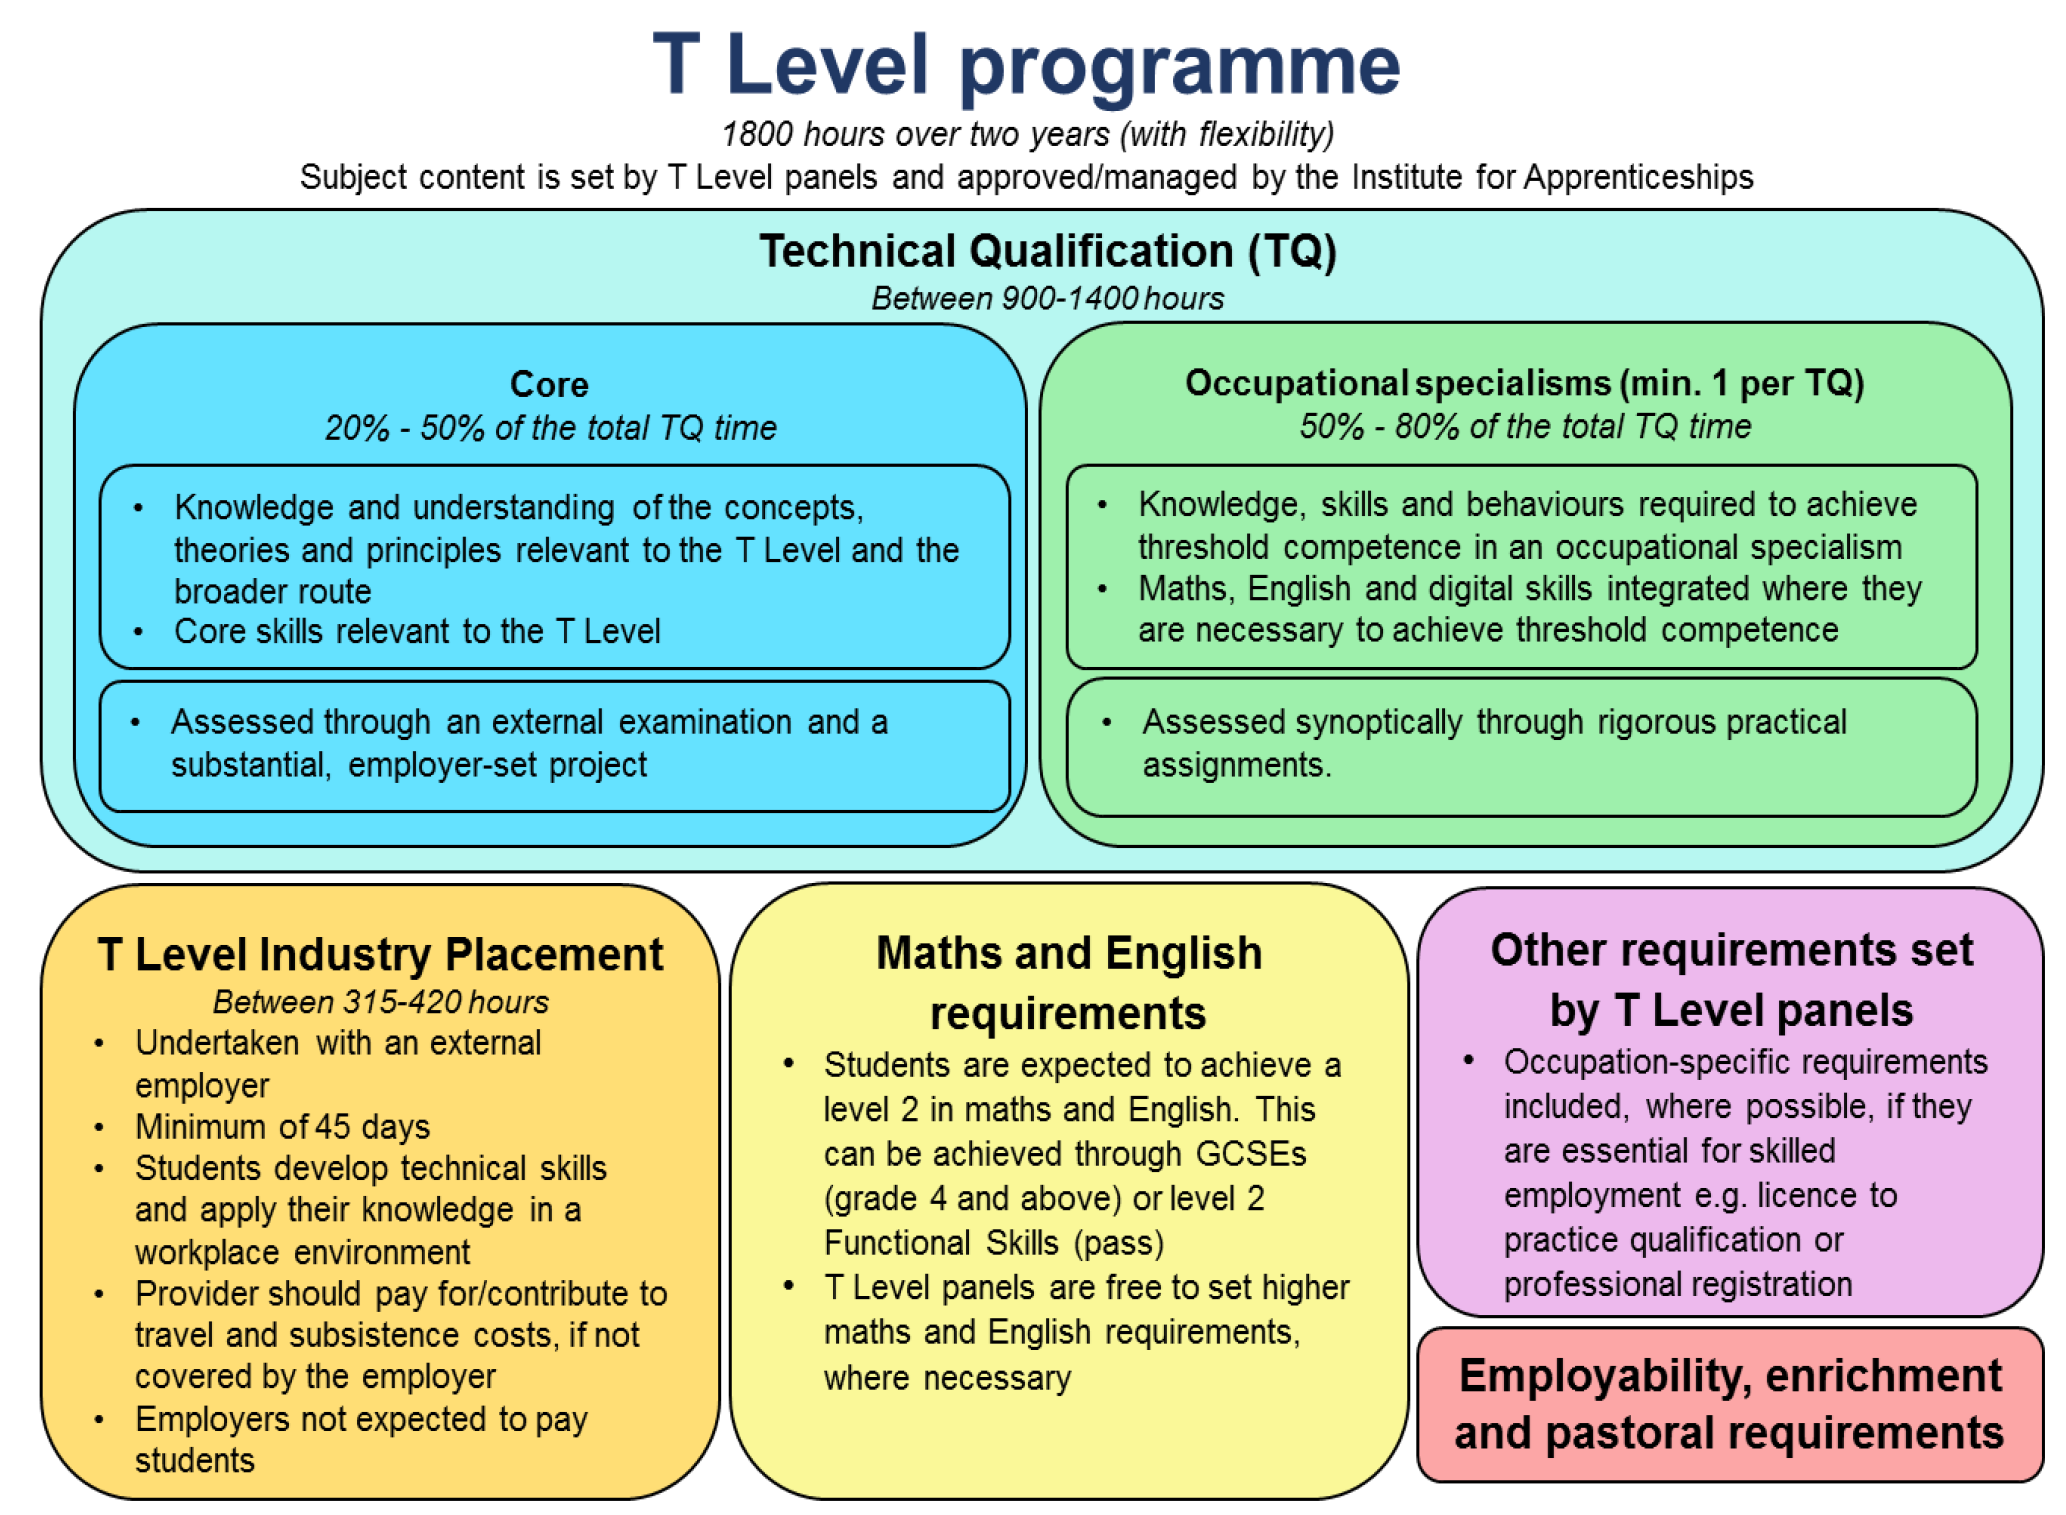 T Level programme
1800 hours over two years (with flexibility)
Subject content is set by T Level panels and approved/managed by the Institute for Apprenticeships
Technical Qualification (TQ)
Between 900-1400 hours
Core
20% - 50% of the total TQ time
• Knowledge and understanding of the concepts,
theories and principles relevant to the T Level and the
broader route
• Core skills relevant to the T Level
• Assessed through an external examination and a
substantial, employer-set project
Occupational specialisms (min. 1 per TQ)
50% - 80% of the total TQ time
• Knowledge, skills and behaviours required to achieve
threshold competence in an occupational specialism
• Maths, English and digital skills integrated where they
are necessary to achieve threshold competence
• Assessed synoptically through rigorous practical
assignments.
T Level Industry Placement
Between 315-420 hours
• Undertaken with an external
employer
• Minimum of 45 days
• Students develop technical skills
and apply their knowledge in a
workplace environment
• Provider should pay for/contribute to
travel and subsistence costs, if not
covered by the employer
• Employers not expected to pay
students
Maths and English
requirements
• Students are expected to achieve a
level 2 in maths and English. This
can be achieved through GCSEs
(grade 4 and above) or level 2
Functional Skills (pass)
• T Level panels are free to set higher
maths and English requirements,
where necessary
Other requirements set
by T Level panels
• Occupation-specific requirements
included, where possible, if they
are essential for skilled
employment e.g. licence to
practice qualification or
professional registration
Employability, enrichment
and pastoral requirements